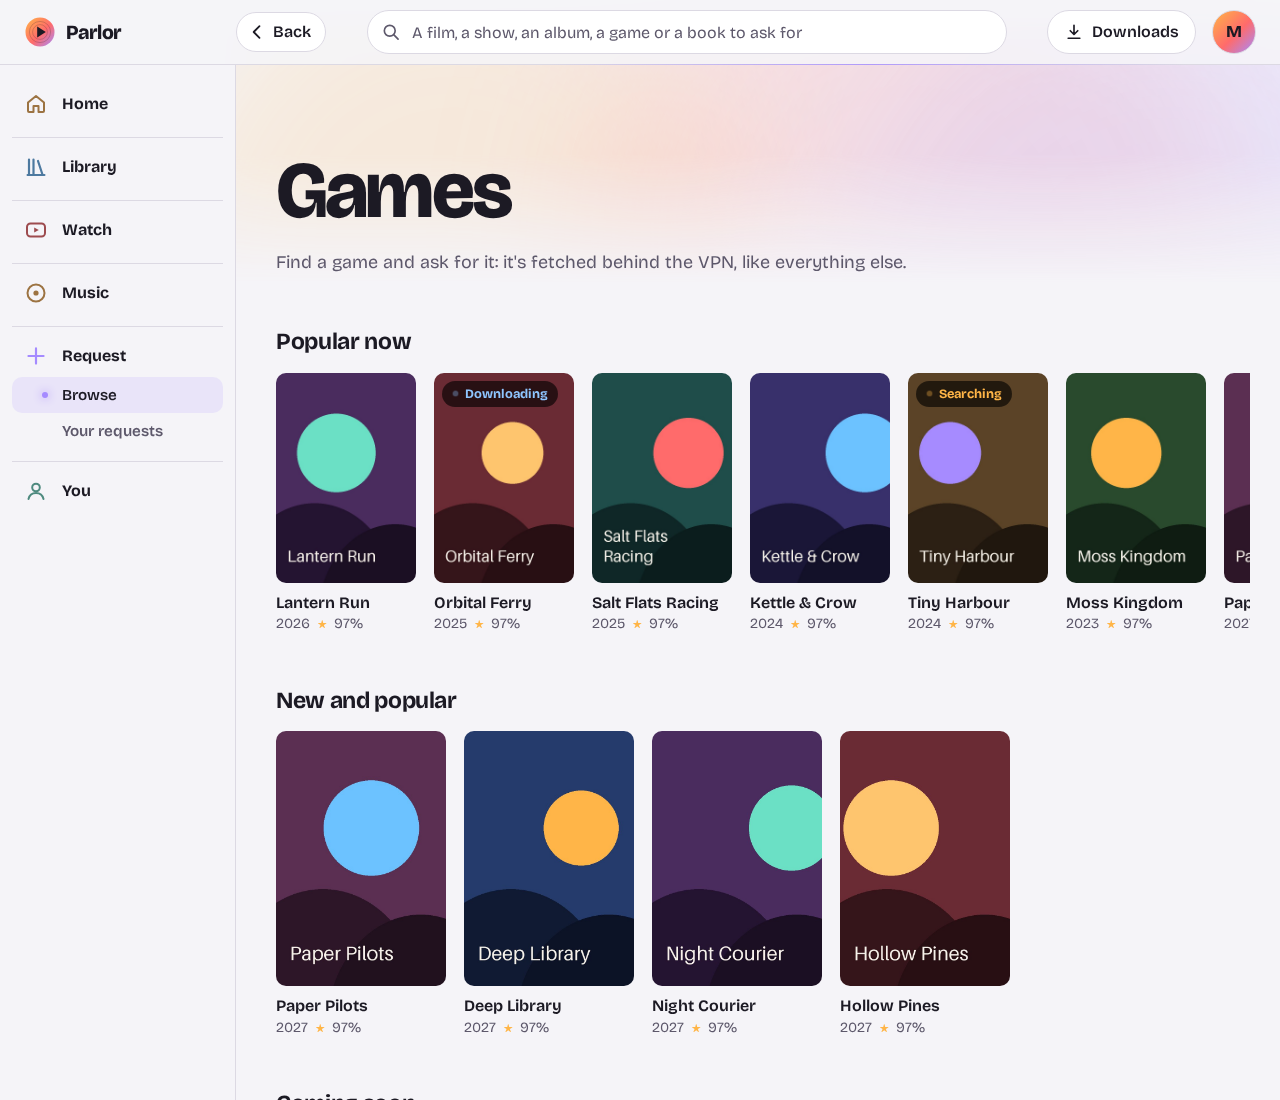 Parlor
Back
A film, a show, an album, a game or a book to ask for
Downloads
M
Home
Library
Watch
Music
Request
Browse
Your requests
You
Games
Find a game and ask for it: it's fetched behind the VPN, like everything else.
Popular now
Lantern Run
Downloading
Orbital Ferry
Salt Flats
Racing
Kettle & Crow
Searching
Tiny Harbour
Moss Kingdom
Lantern Run
2026 ★ 97%
Orbital Ferry
2025 ★ 97%
Salt Flats Racing
2025 ★ 97%
Kettle & Crow
2024 ★ 97%
Tiny Harbour
2024 ★ 97%
Moss Kingdom
2023 ★ 97%
New and popular
Paper Pilots
Deep Library
Night Courier
Hollow Pines
Paper Pilots
2027 ★ 97%
Deep Library
2027 ★ 97%
Night Courier
2027 ★ 97%
Hollow Pines
2027 ★ 97%